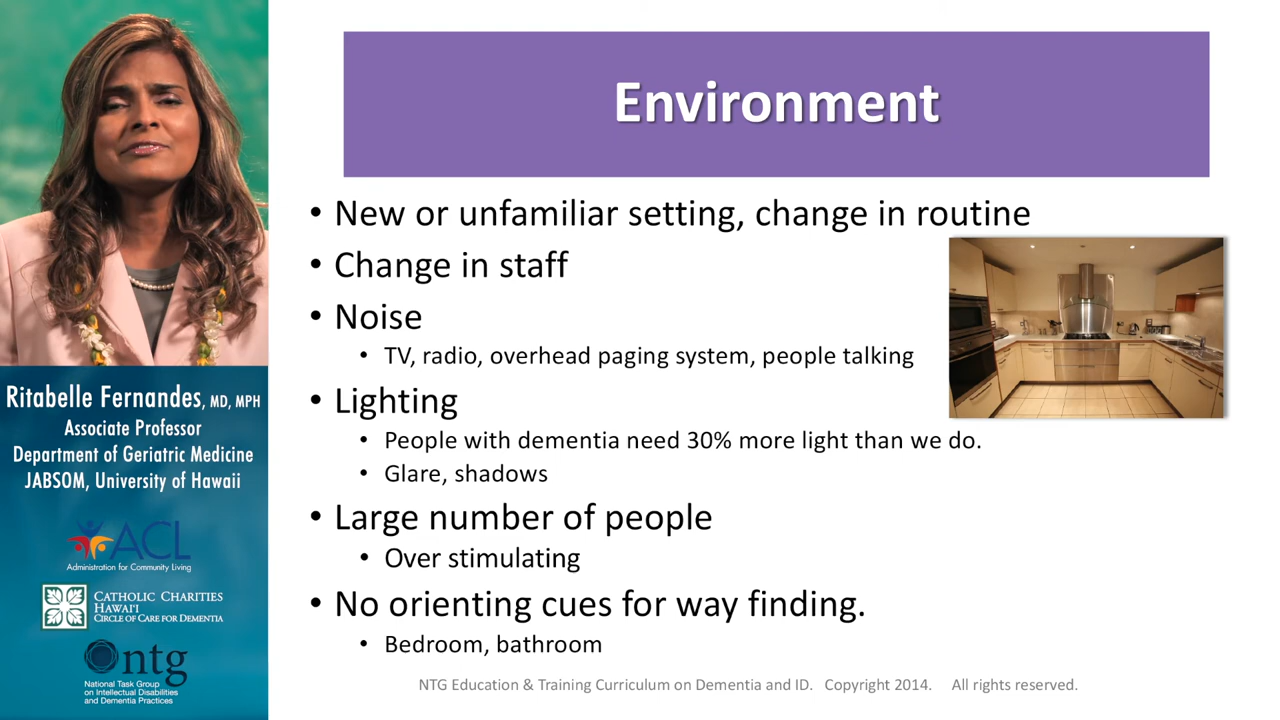 Environment
• New or unfamiliar setting, change in routine
• Change in staff
• Noise
• TV, radio, overhead paging system, people talking
• Lighting
• People with dementia need 30% more light than we do.
• Glare, shadows
• Large number of people
• Over stimulating
• No orienting cues for way finding.
• Bedroom, bathroom
NTG Education & Training Curriculum on Dementia and ID. Copyright 2014. All rights reserved.
Ritabelle Fernandes, MD, MPH
Associate Professor
Department of Geriatric Medicine
JABSOM, University of Hawaii
ACL
Administration for Community Living
CATHOLIC CHARITIES
HAWAI‘I
CIRCLE OF CARE FOR DEMENTIA
ntg
National Task Group
on Intellectual Disabilities
and Dementia Practices